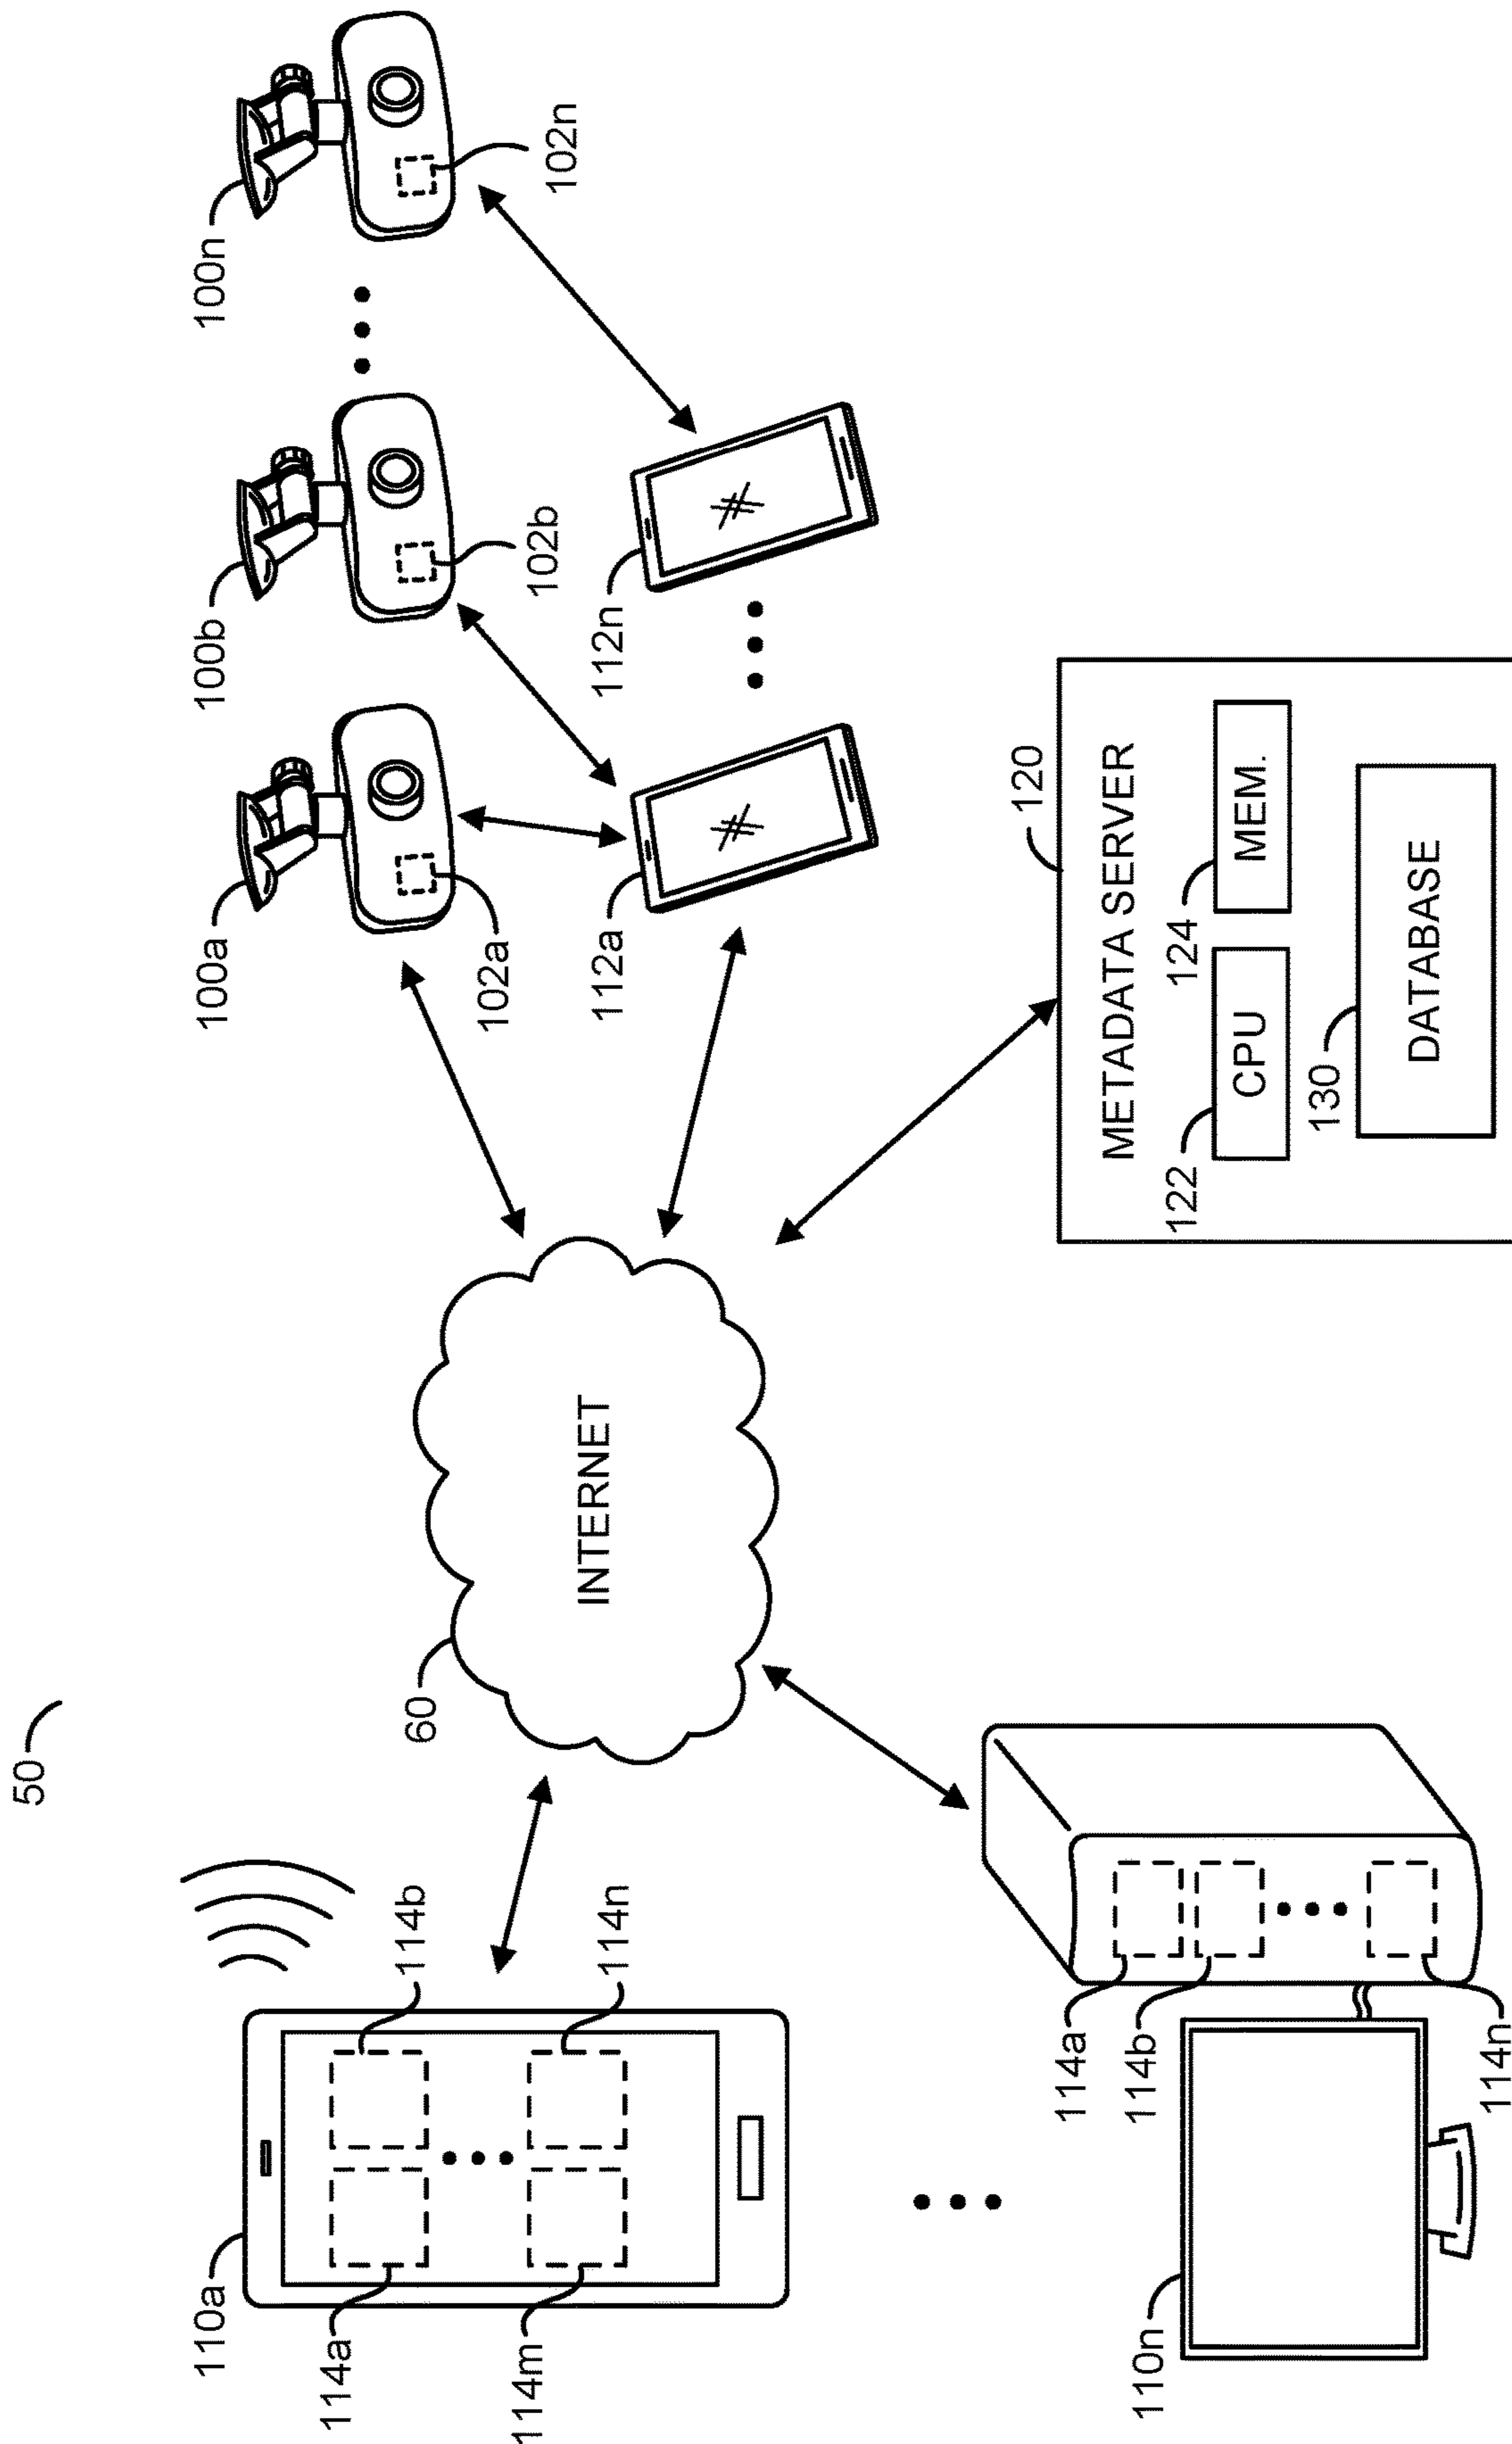 50
100a
100b
100n
102a
102b
102n
112a
112n
60
INTERNET
110a
114a
114b
114m
114n
110n
114a
114b
114n
120
METADATA SERVER
122
CPU
124
MEM.
130
DATABASE